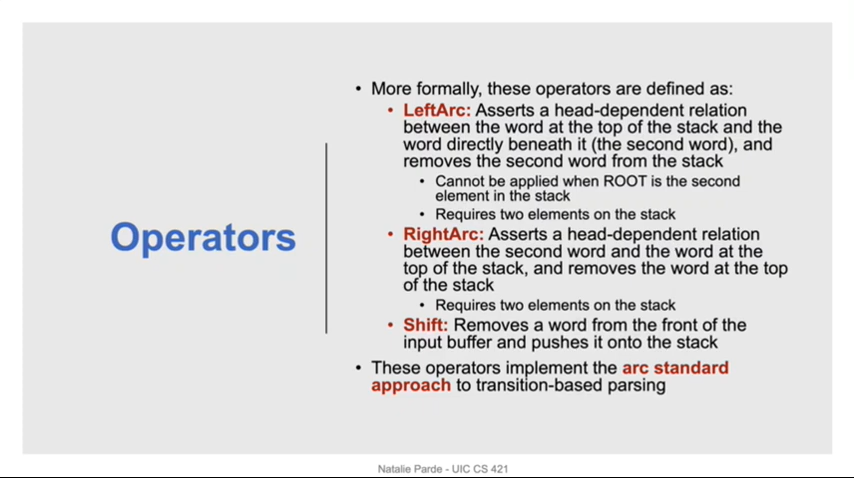 Operators
• More formally, these operators are defined as:
• LeftArc: Asserts a head-dependent relation
between the word at the top of the stack and the
word directly beneath it (the second word), and
removes the second word from the stack
• Cannot be applied when ROOT is the second
element in the stack
• Requires two elements on the stack
• RightArc: Asserts a head-dependent relation
between the second word and the word at the
top of the stack, and removes the word at the top
of the stack
• Requires two elements on the stack
• Shift: Removes a word from the front of the
input buffer and pushes it onto the stack
• These operators implement the arc standard
approach to transition-based parsing
Natalie Parde - UIC CS 421